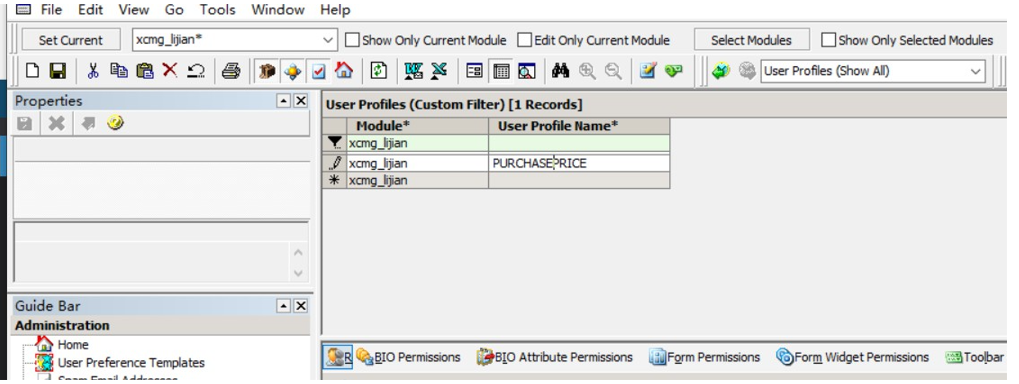 File Edit View Go Tools Window Help
Set Current xcmg_lijian* Show Only Current Module Edit Only Current Module Select Modules Show Only Selected Modules
User Profiles (Show All)
Properties
User Profiles (Custom Filter) [1 Records]
Module* User Profile Name*
xcmg_lijian
xcmg_lijian PURCHASEPRICE
xcmg_lijian
Guide Bar
Administration
Home
User Preference Templates
Spam Email Addresses
R BIO Permissions BIO Attribute Permissions Form Permissions Form Widget Permissions Toolbar